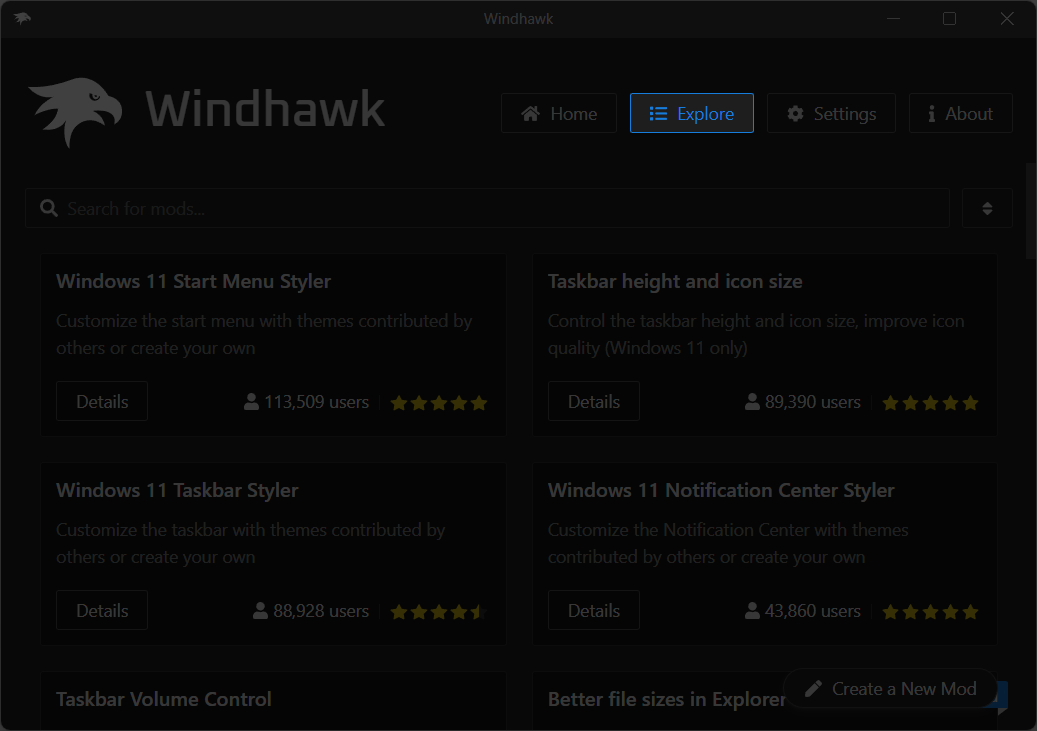 Windhawk
Windhawk
Home
Explore
Settings
About
Search for mods...
Windows 11 Start Menu Styler
Customize the start menu with themes contributed by
others or create your own
Details
113,509 users
Taskbar height and icon size
Control the taskbar height and icon size, improve icon
quality (Windows 11 only)
Details
89,390 users
Windows 11 Taskbar Styler
Customize the taskbar with themes contributed by
others or create your own
Details
88,928 users
Windows 11 Notification Center Styler
Customize the Notification Center with themes
contributed by others or create your own
Details
43,860 users
Taskbar Volume Control
Better file sizes in Explorer
Create a New Mod